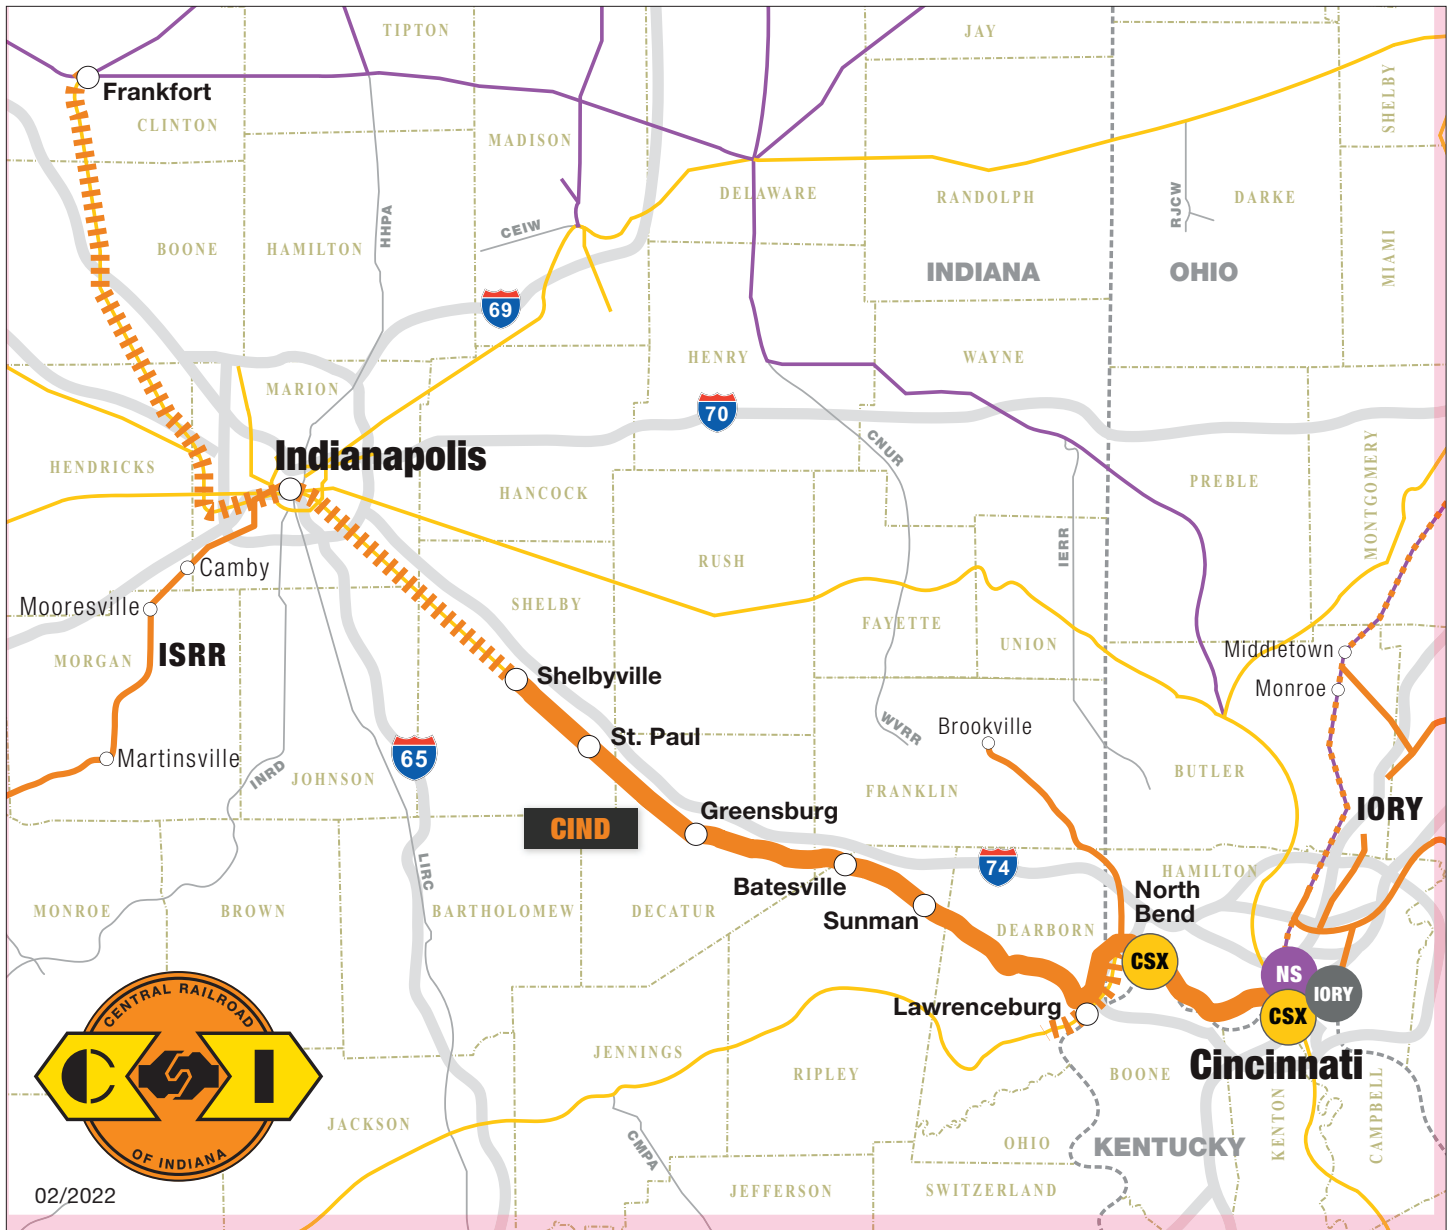 TIPTON
JAY
Frankfort
CLINTON
MADISON
SHELBY
DELAWARE
RANDOLPH
RJCW
DARKE
HHPA
CEIW
BOONE
HAMILTON
INDIANA
OHIO
MIAMI
69
HENRY
WAYNE
MARION
70
CNUR
Indianapolis
HENDRICKS
HANCOCK
PREBLE
MONTGOMERY
IERR
Camby
RUSH
Mooresville
SHELBY
FAYETTE
UNION
MORGAN
ISRR
Middletown
Shelbyville
Monroe
St. Paul
WVRR
Brookville
65
Martinsville
INRD
JOHNSON
BUTLER
FRANKLIN
Greensburg
IORY
CIND
LIRC
74
HAMILTON
Batesville
North
Bend
MONROE
BROWN
BARTHOLOMEW
DECATUR
Sunman
DEARBORN
CSX
NS
IORY
CSX
Lawrenceburg
CENTRAL RAILROAD
C I
OF INDIANA
JENNINGS
RIPLEY
BOONE
Cincinnati
JACKSON
CMPA
OHIO
KENTUCKY
KENTON
CAMPBELL
JEFFERSON
SWITZERLAND
02/2022